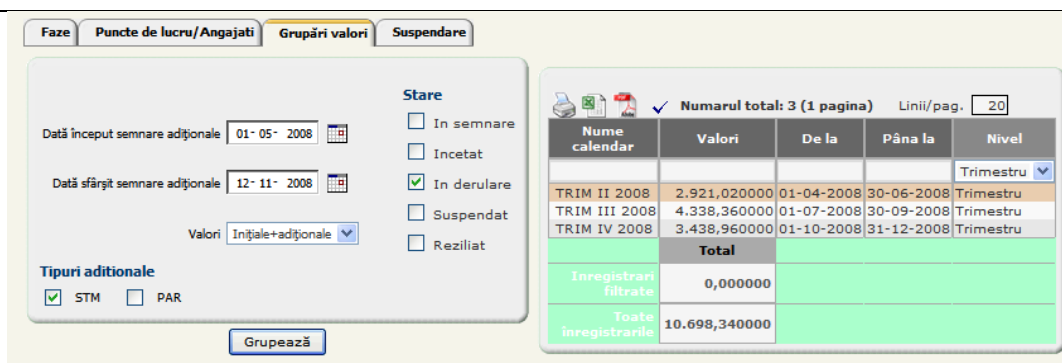 Faze Puncte de lucru/Angajati Grupări valori Suspendare
Stare
In semnare
Dată început semnare adiţionale 01- 05- 2008
Incetat
Dată sfârşit semnare adiţionale 12- 11- 2008
In derulare
Suspendat
Valori Iniţiale+adiţionale
Reziliat
Tipuri aditionale
STM PAR
Grupează
Numarul total: 3 (1 pagina) Linii/pag. 20
Nume calendar Valori De la Pâna la Nivel
Trimestru
TRIM II 2008 2.921,020000 01-04-2008 30-06-2008 Trimestru
TRIM III 2008 4.338,360000 01-07-2008 30-09-2008 Trimestru
TRIM IV 2008 3.438,960000 01-10-2008 31-12-2008 Trimestru
Total
Inregistrari filtrate 0,000000
Toate inregistrarile 10.698,340000